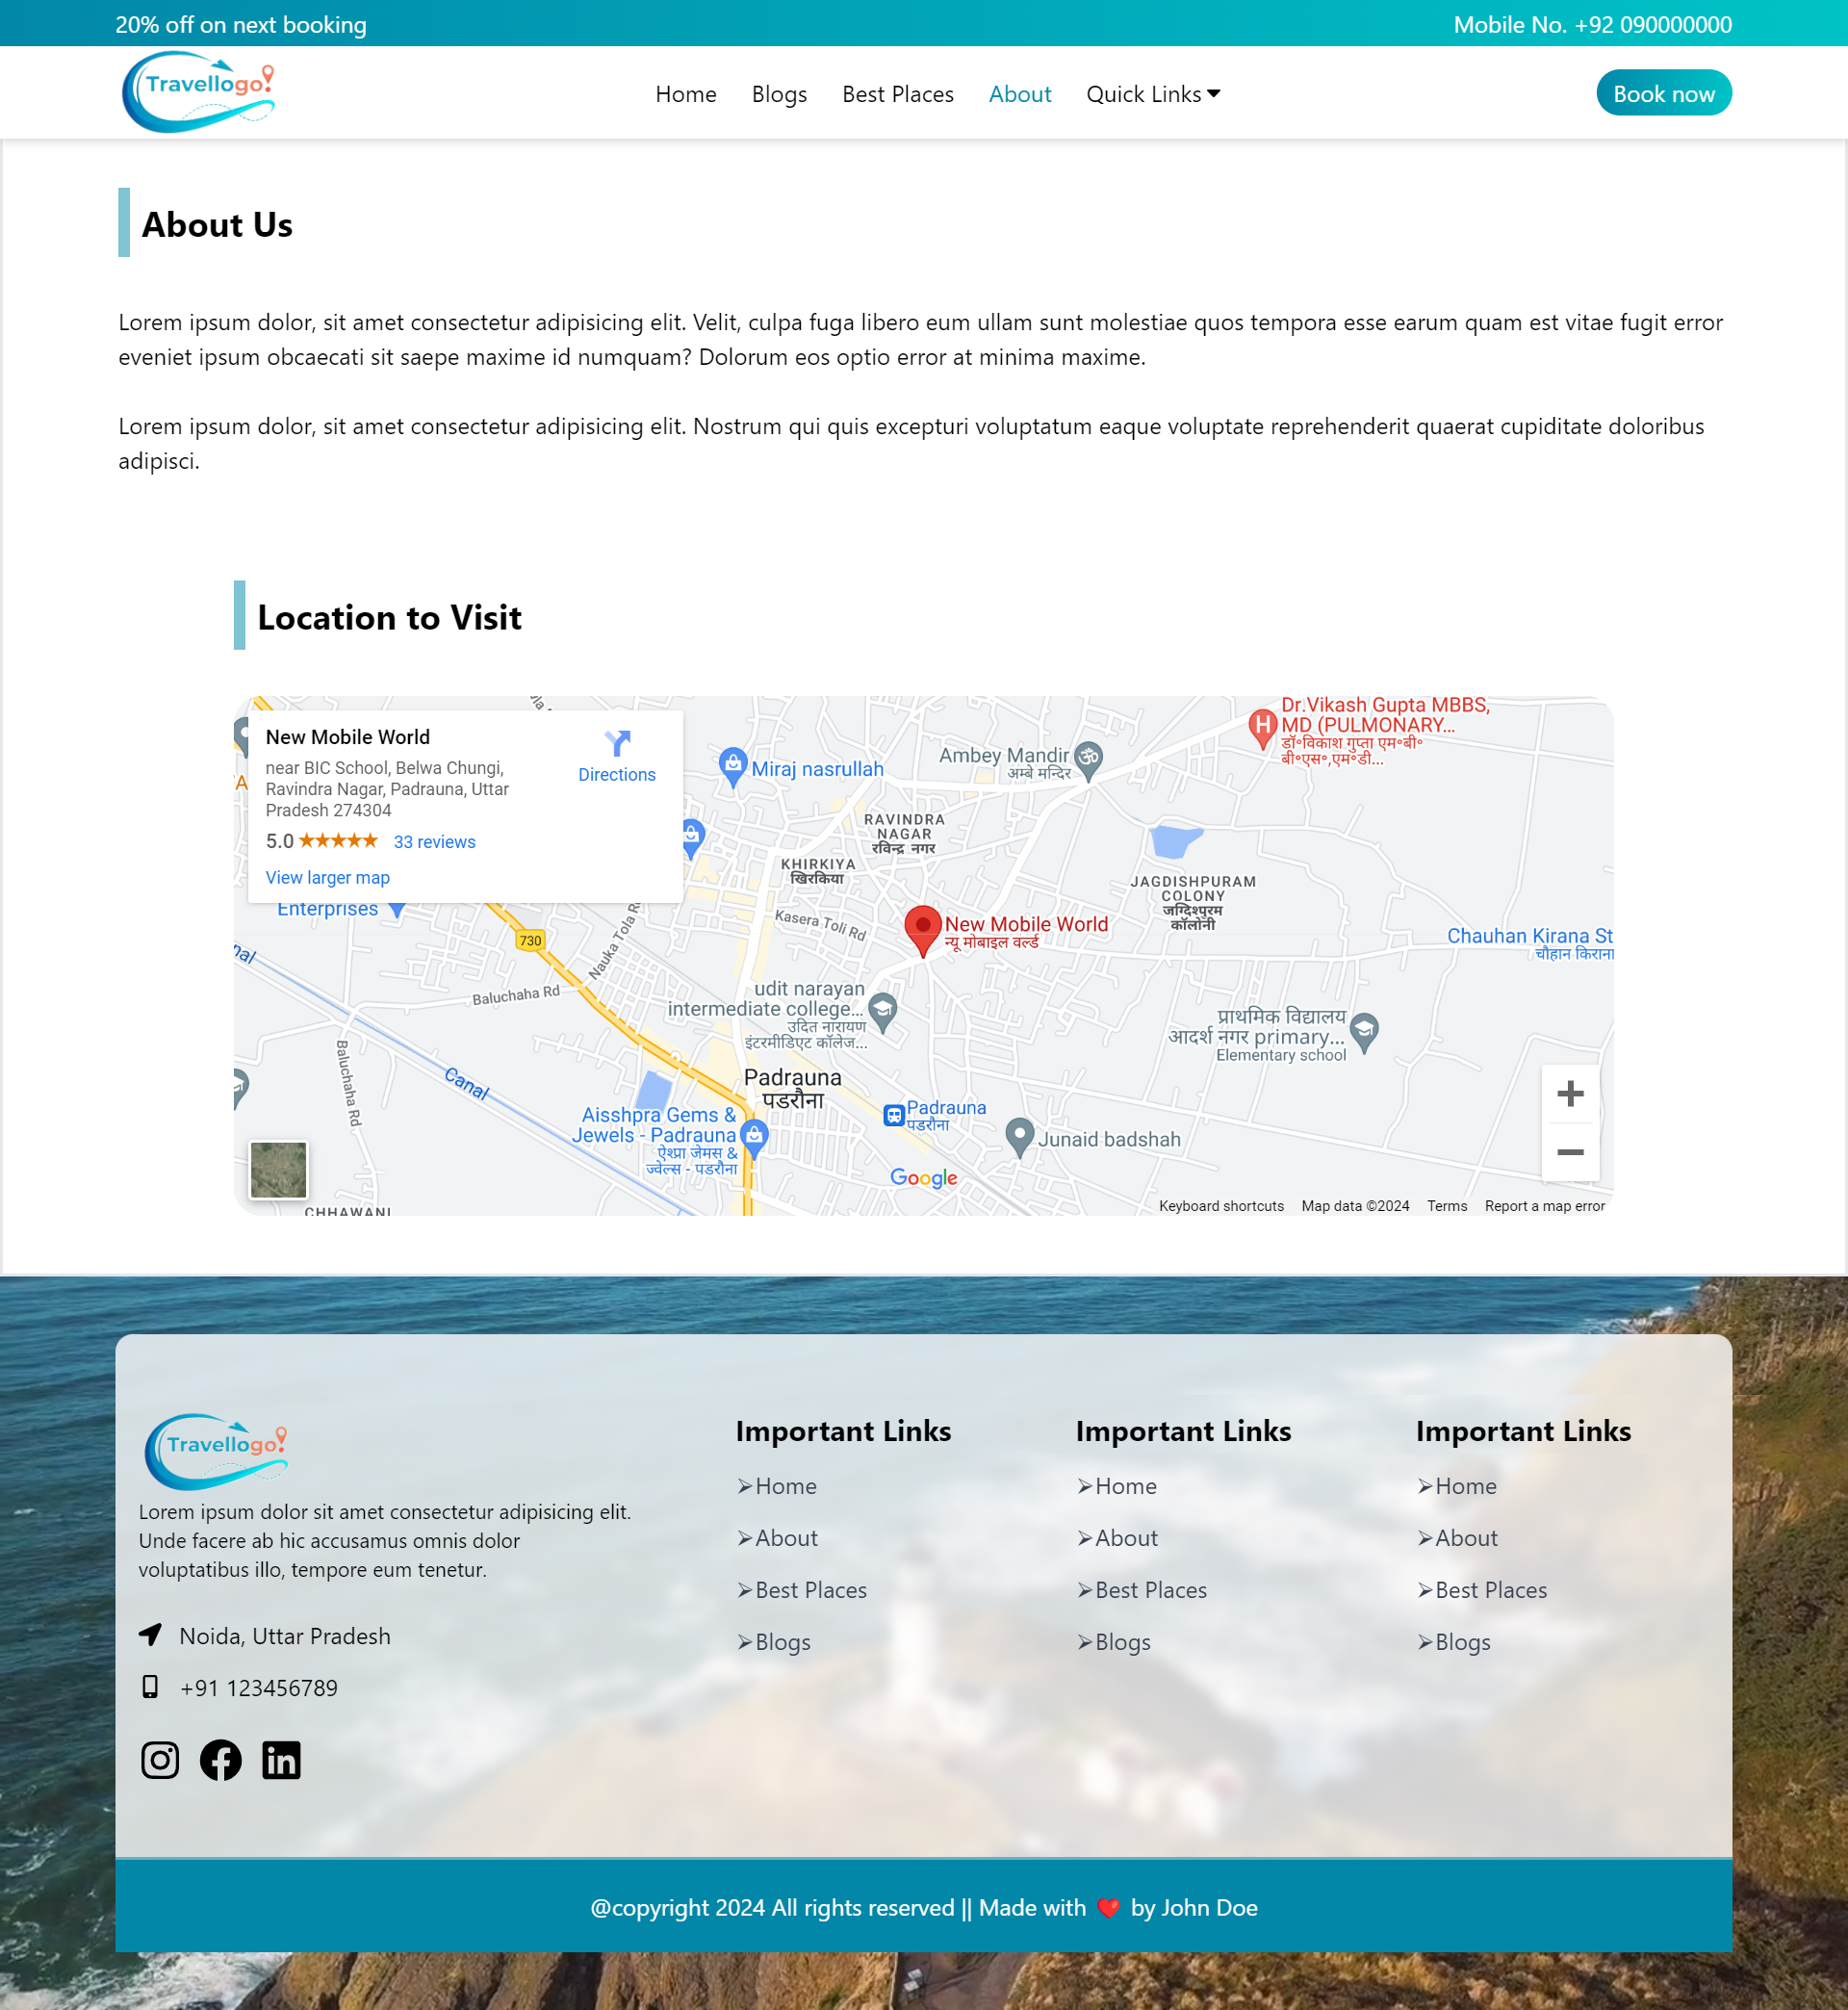 20% off on next booking
Mobile No. +92 090000000
Travellogo!
Home
Blogs
Best Places
About
Quick Links
Book now
About Us
Lorem ipsum dolor, sit amet consectetur adipisicing elit. Velit, culpa fuga libero eum ullam sunt molestiae quos tempora esse earum quam est vitae fugit error
eveniet ipsum obcaecati sit saepe maxime id numquam? Dolorum eos optio error at minima maxime.
Lorem ipsum dolor, sit amet consectetur adipisicing elit. Nostrum qui quis excepturi voluptatum eaque voluptate reprehenderit quaerat cupiditate doloribus
adipisci.
Location to Visit
New Mobile World
near BIC School, Belwa Chungi,
Ravindra Nagar, Padrauna, Uttar
Pradesh 274304
Directions
5.0 ★★★★★ 33 reviews
View larger map
Enterprises
Miraj nasrullah
Ambey Mandir
अम्बे मन्दिर
Dr.Vikash Gupta MBBS,
MD (PULMONARY...
डॉ॰विकाश गुप्ता एम॰बी॰
बी॰एस॰,एम॰डी...
RAVINDRA
NAGAR
रविन्द्र नगर
KHIRKIYA
खिरकिया
JAGDISHPURAM
COLONY
जग्दिश्पुरम
कॉलोनी
Kasera Toli Rd
Nauka Tola Rd
New Mobile World
न्यू मोबाइल वर्ल्ड
Chauhan Kirana St
चौहान किराना
730
Baluchaha Rd
udit narayan
intermediate college...
उदित नारायण
इंटरमीडिएट कॉलेज...
प्राथमिक विद्यालय
आदर्श नगर primary...
Elementary school
Baluchaha Rd
Canal
Padrauna
पडरौना
Aisshpra Gems &
Jewels - Padrauna
ऐश्प्रा जेमस &
ज्वेल्स - पडरौना
Padrauna
पडरौना
Junaid badshah
Google
CHHAWANI
Keyboard shortcuts
Map data ©2024
Terms
Report a map error
Travellogo!
Lorem ipsum dolor sit amet consectetur adipisicing elit.
Unde facere ab hic accusamus omnis dolor
voluptatibus illo, tempore eum tenetur.
Noida, Uttar Pradesh
+91 123456789
Important Links
➢Home
➢About
➢Best Places
➢Blogs
Important Links
➢Home
➢About
➢Best Places
➢Blogs
Important Links
➢Home
➢About
➢Best Places
➢Blogs
@copyright 2024 All rights reserved || Made with ❤️ by John Doe